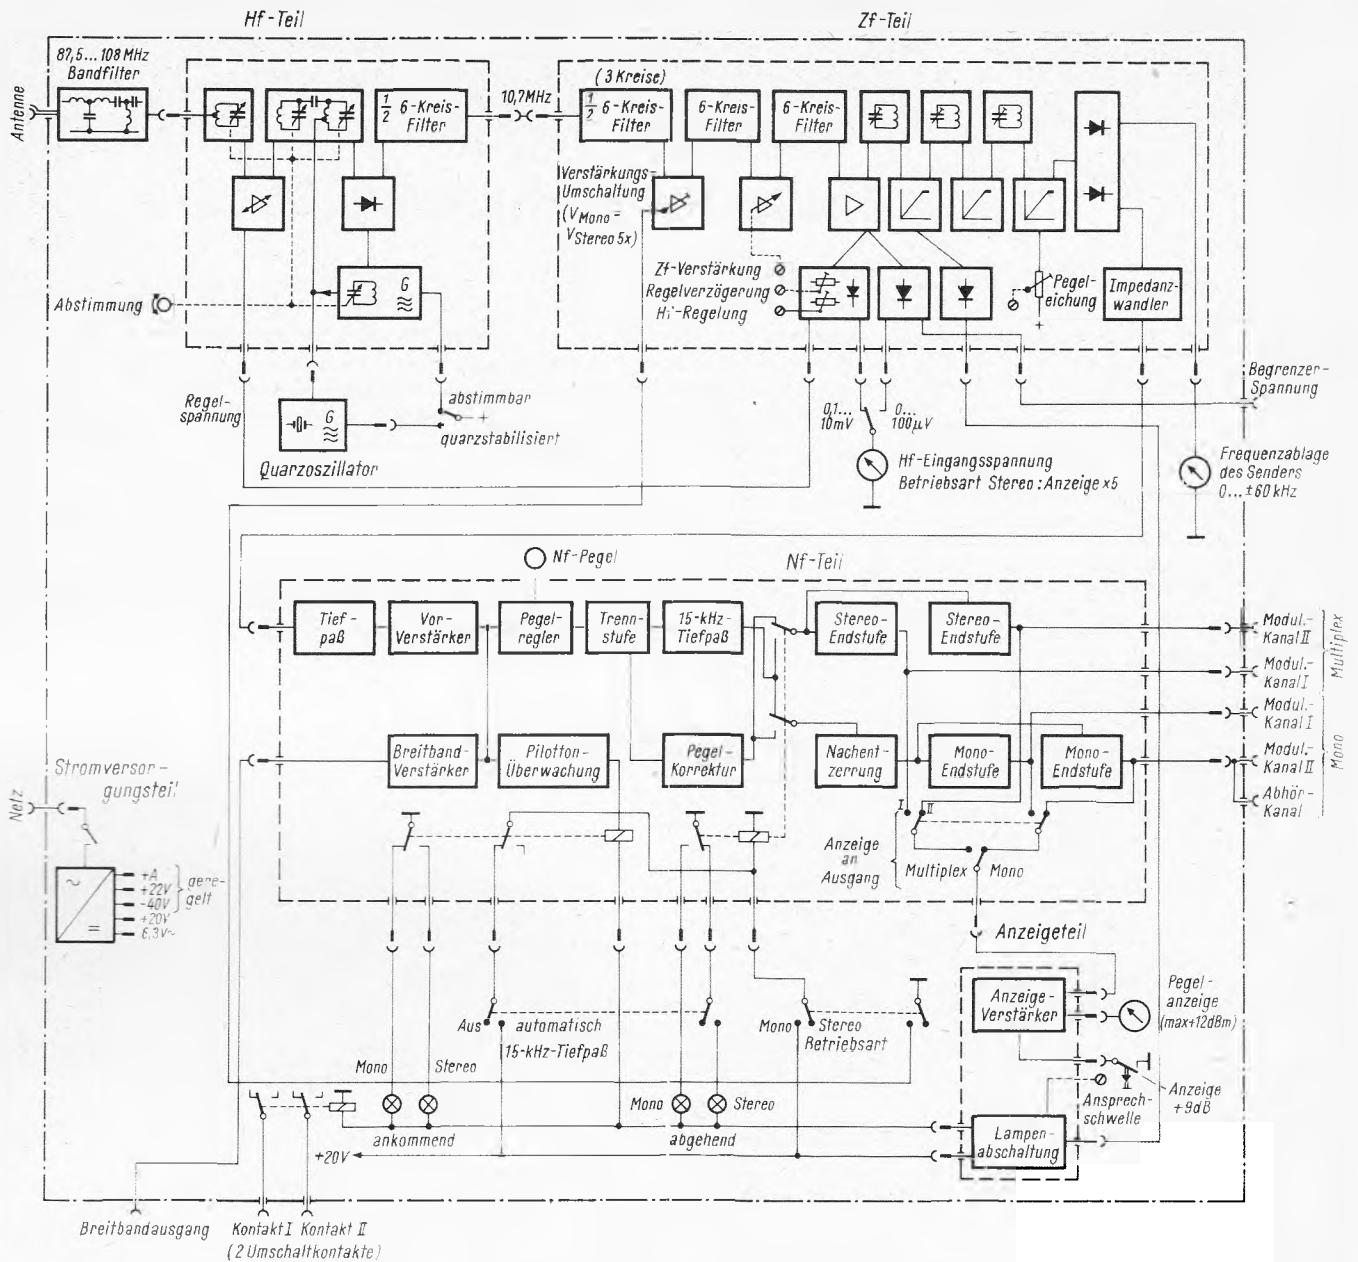 Hf-Teil
Zf-Teil
87,5...108 MHz
Bandfilter
Antenne
1/2 6-Kreis-
Filter
10,7MHz
(3 Kreise)
1/2 6-Kreis-
Filter
6-Kreis-
Filter
6-Kreis-
Filter
Verstärkungs-
Umschaltung
(V Mono =
V Stereo 5x)
Abstimmung
G
Zf-Verstärkung
Regelverzögerung
Hf-Regelung
Pegel-
eichung
+
Impedanz-
wandler
Regel-
spannung
G
Quarzoszillator
abstimmbar
+
quarzstabilisiert
0,1...
10mV
0...
100µV
Hf-Eingangsspannung
Betriebsart Stereo: Anzeige x5
Begrenzer-
Spannung
Frequenzablage
des Senders
0...±60kHz
Nf-Pegel
Nf-Teil
Tief-
paß
Vor-
Verstärker
Pegel-
regler
Trenn-
stufe
15-kHz-
Tiefpaß
Stereo-
Endstufe
Stereo-
Endstufe
Modul.-
Kanal II
Modul.-
Kanal I
Multiplex
Modul.-
Kanal I
Modul.-
Kanal II
Mono
Abhör-
Kanal
Breitband-
Verstärker
Pilotton-
Überwachung
Pegel-
Korrektur
Nachent-
zerrung
Mono-
Endstufe
Mono-
Endstufe
Stromversor-
gungsteil
Netz
~
=
+A
+22V
-40V
+20V
6,3V~
gere-
gelt
I
II
Anzeige
an
Ausgang
Multiplex
Mono
Anzeigeteil
Anzeige-
Verstärker
Pegel-
anzeige
(max+12dBm)
Aus
automatisch
15-kHz-Tiefpaß
Mono
Stereo
Betriebsart
Mono
Stereo
Mono
Stereo
ankommend
abgehend
+20V
Anzeige
+9dB
Ansprech-
schwelle
Lampen-
abschaltung
Breitbandausgang
Kontakt I
Kontakt II
(2 Umschaltkontakte)